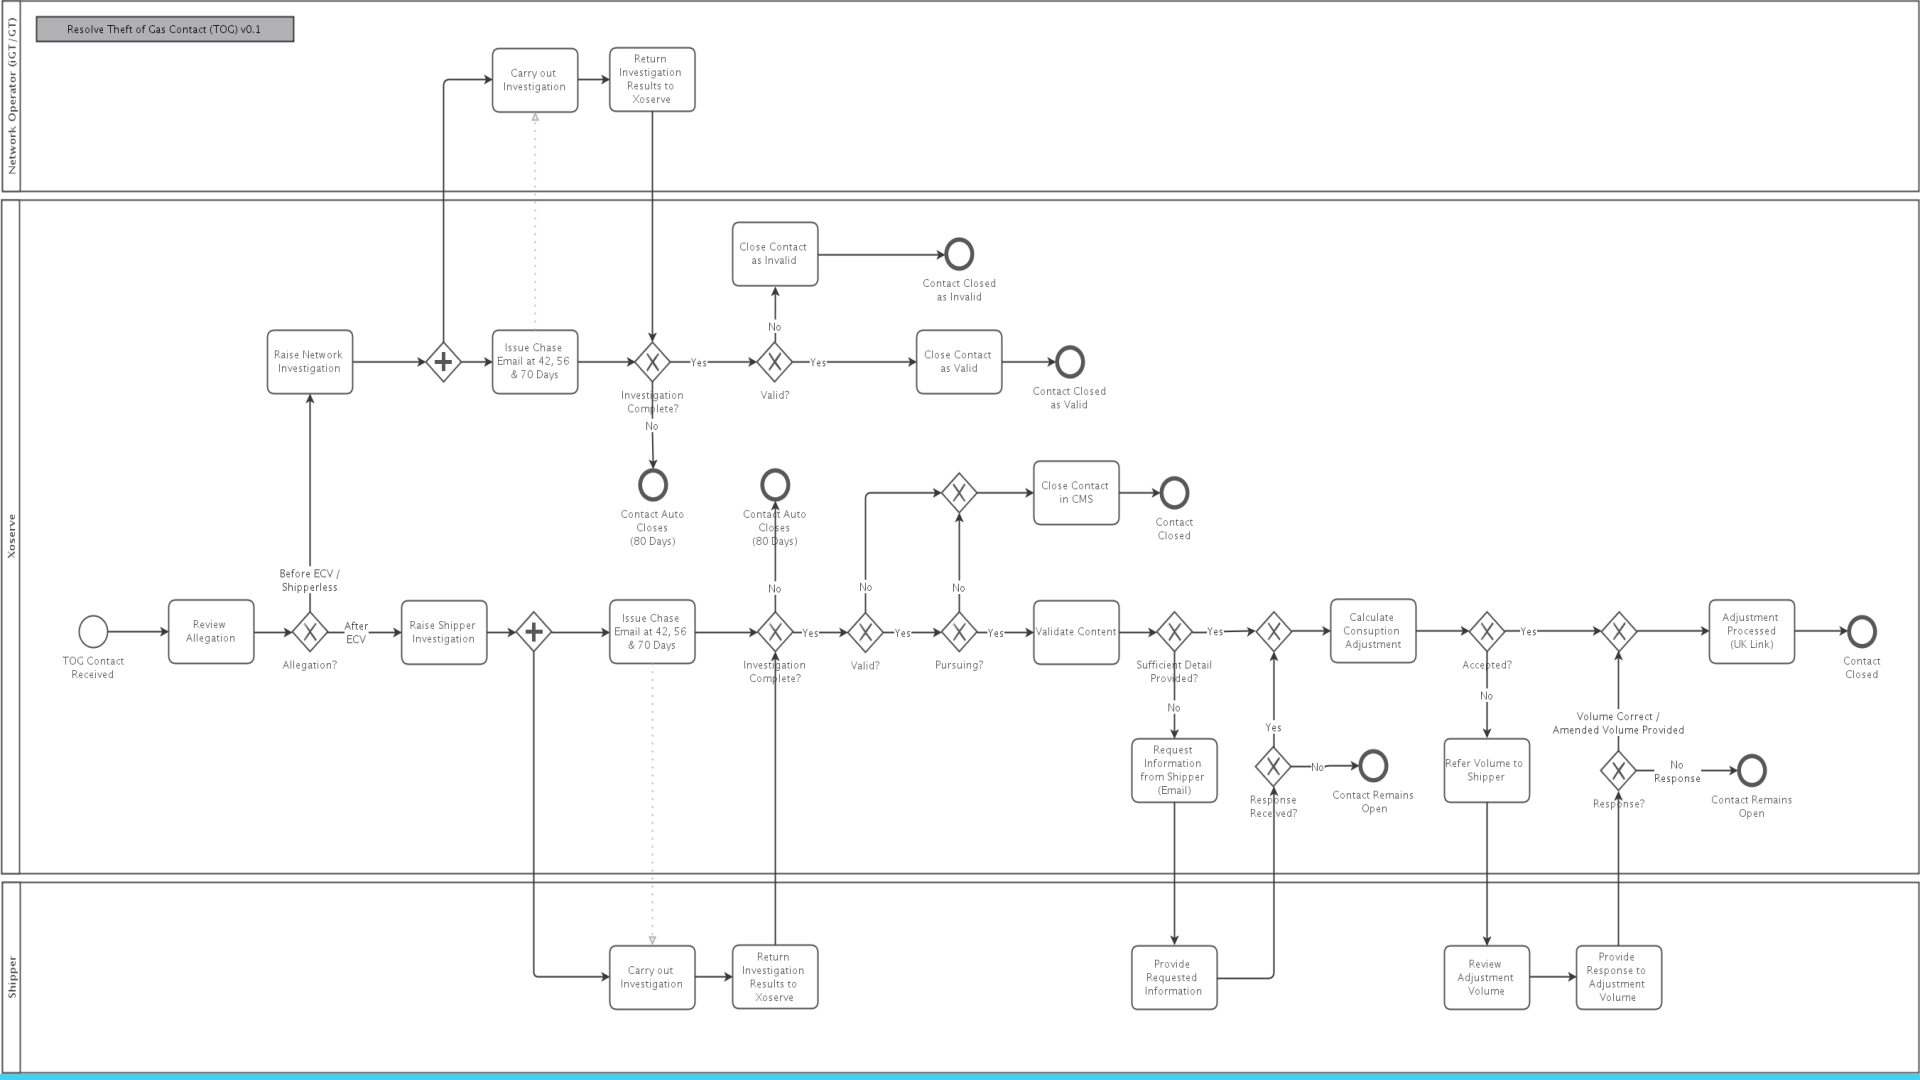 Network Operator (iGT/GT)
Resolve Theft of Gas Contact (TOG) v0.1
Carry out
Investigation
Return
Investigation
Results to
Xoserve
Xoserve
Close Contact
as Invalid
Contact Closed
as Invalid
No
Raise Network
Investigation
Issue Chase
Email at 42, 56
& 70 Days
Investigation
Complete?
Yes
Valid?
Yes
Close Contact
as Valid
Contact Closed
as Valid
No
Contact Auto
Closes
(80 Days)
Contact Auto
Closes
(80 Days)
Close Contact
in CMS
Contact
Closed
Before ECV /
Shipperless
No
No
No
TOG Contact
Received
Review
Allegation
Allegation?
After
ECV
Raise Shipper
Investigation
Issue Chase
Email at 42, 56
& 70 Days
Investigation
Complete?
Yes
Valid?
Yes
Pursuing?
Yes
Validate Content
Sufficient Detail
Provided?
Yes
Calculate
Consuption
Adjustment
Accepted?
Yes
Adjustment
Processed
(UK Link)
Contact
Closed
No
Request
Information
from Shipper
(Email)
Yes
Response
Received?
No
Contact Remains
Open
No
Refer Volume to
Shipper
Volume Correct /
Amended Volume Provided
Response?
No
Response
Contact Remains
Open
Shipper
Carry out
Investigation
Return
Investigation
Results to
Xoserve
Provide
Requested
Information
Review
Adjustment
Volume
Provide
Response to
Adjustment
Volume